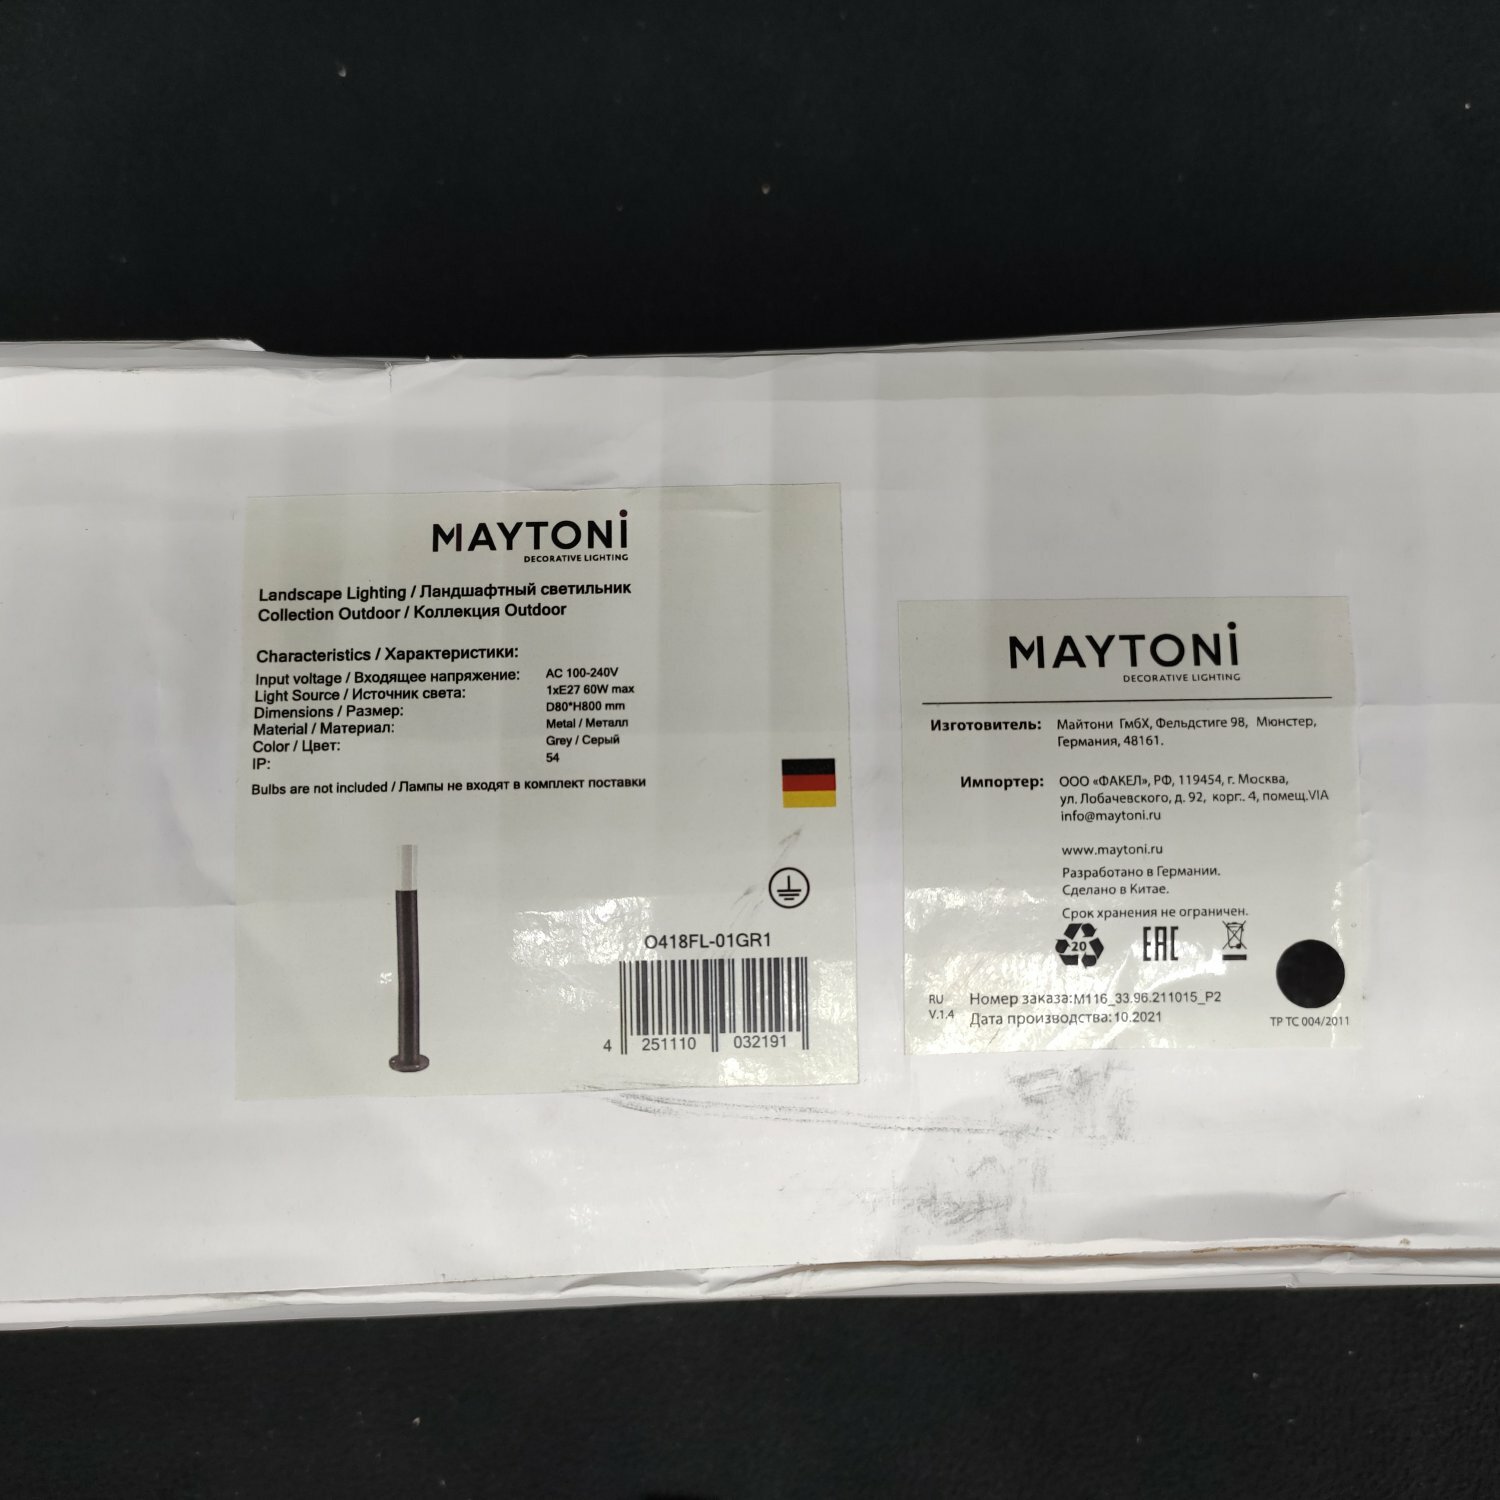 MAYTONi
DECORATIVE LIGHTING
Landscape Lighting / Ландшафтный светильник
Collection Outdoor / Коллекция Outdoor
Characteristics / Характеристики:
Input voltage / Входящее напряжение: AC 100-240V
Light Source / Источник света: 1xE27 60W max
Dimensions / Размер: D80*H800 mm
Material / Материал: Metal / Металл
Color / Цвет: Grey / Серый
IP: 54
Bulbs are not included / Лампы не входят в комплект поставки
O418FL-01GR1
4 251110 032191
MAYTONi
DECORATIVE LIGHTING
Изготовитель: Майтони ГмбХ, Фельдстиге 98, Мюнстер,
Германия, 48161.
Импортер: ООО «ФАКЕЛ», РФ, 119454, г. Москва,
ул. Лобачевского, д. 92, корп. 4, помещ.VIA
info@maytoni.ru
www.maytoni.ru
Разработано в Германии.
Сделано в Китае.
Срок хранения не ограничен.
20 EAC
RU Номер заказа: M116_33.96.211015_P2
V.1.4 Дата производства: 10.2021
ТР ТС 004/2011